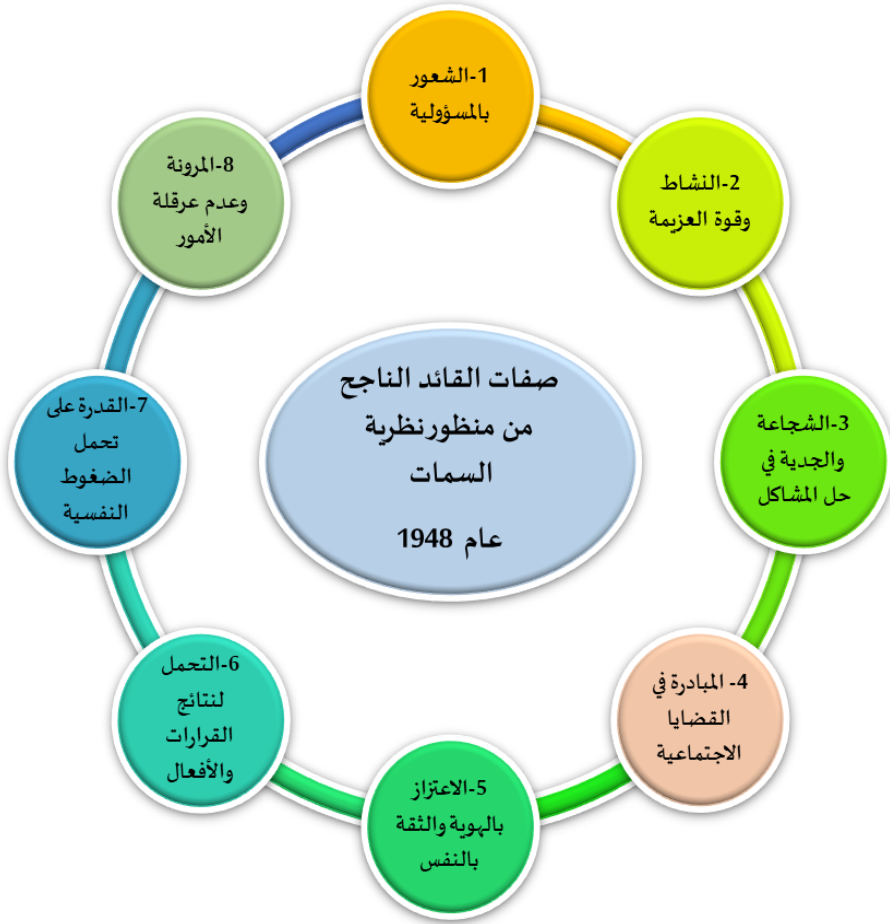 1-الشعور
بالمسؤولية
2-النشاط
وقوة العزيمة
3-الشجاعة
والجدية في
حل المشاكل
4- المبادرة في
القضايا
الاجتماعية
5-الاعتزاز
بالهوية والثقة
بالنفس
6-التحمل
لنتائج
القرارات
والأفعال
7-القدرة على
تحمل
الضغوط
النفسية
8-المرونة
وعدم عرقلة
الأمور
صفات القائد الناجح
من منظور نظرية
السمات
عام 1948